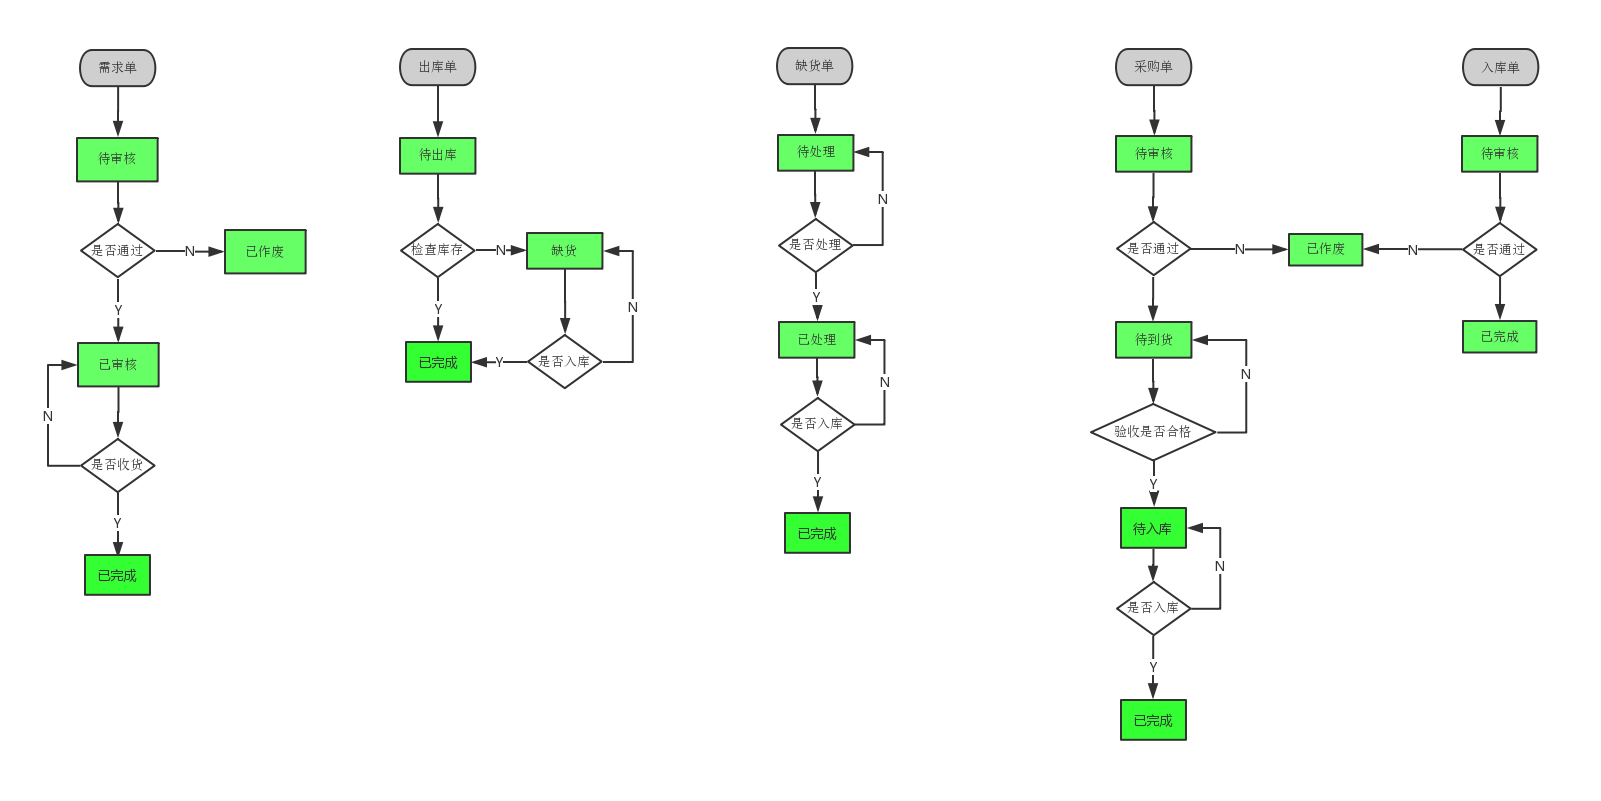 需求单
待审核
是否通过
N
已作废
Y
已审核
N
是否收货
Y
已完成
出库单
待出库
检查库存
N
缺货
Y
N
已完成
Y
是否入库
缺货单
待处理
N
是否处理
Y
已处理
N
是否入库
Y
已完成
采购单
待审核
是否通过
N
已作废
待到货
N
验收是否合格
Y
待入库
N
是否入库
Y
已完成
入库单
待审核
N
是否通过
已完成